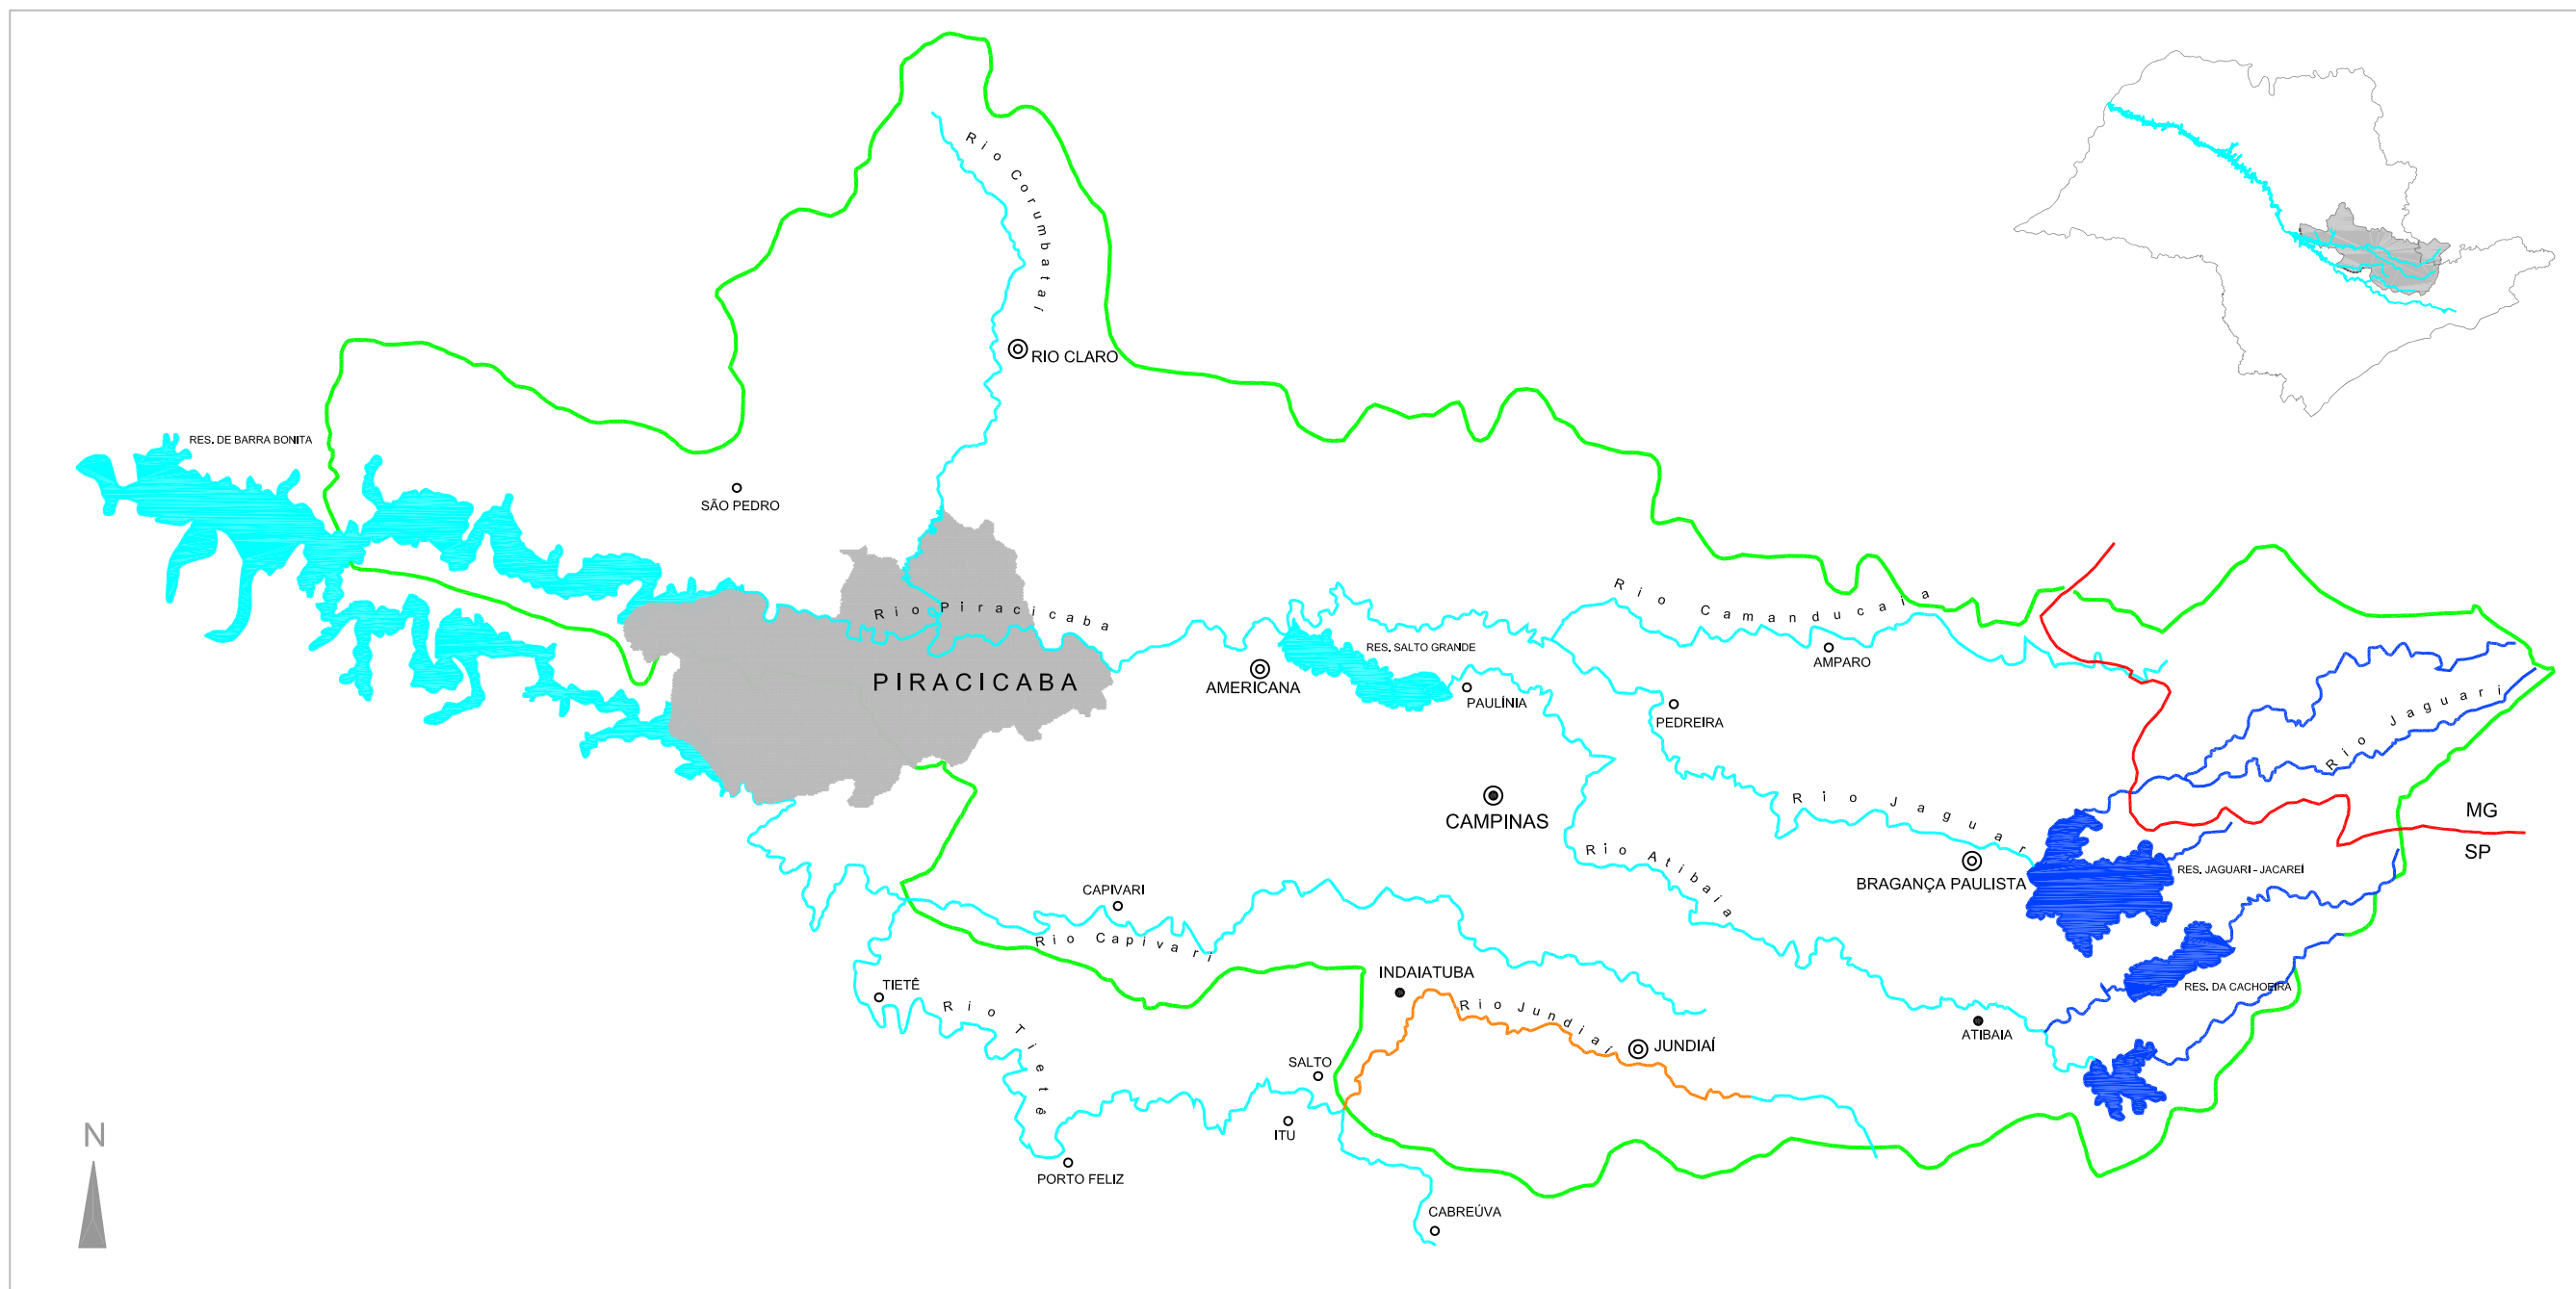 Rio Corumbataí
RIO CLARO
RES. DE BARRA BONITA
SÃO PEDRO
Rio Piracicaba
PIRACICABA
Rio Camanducaia
RES. SALTO GRANDE
AMERICANA
PAULÍNIA
AMPARO
PEDREIRA
Rio Jaguari
CAMPINAS
Rio Jaguar
MG
SP
Rio Atibaia
BRAGANÇA PAULISTA
RES. JAGUARI - JACAREÍ
CAPIVARI
Rio Capivari
INDAIATUBA
TIETÊ
Rio Tietê
Rio Jundiaí
RES. DA CACHOEIRA
ATIBAIA
JUNDIAÍ
SALTO
ITU
N
PORTO FELIZ
CABREÚVA